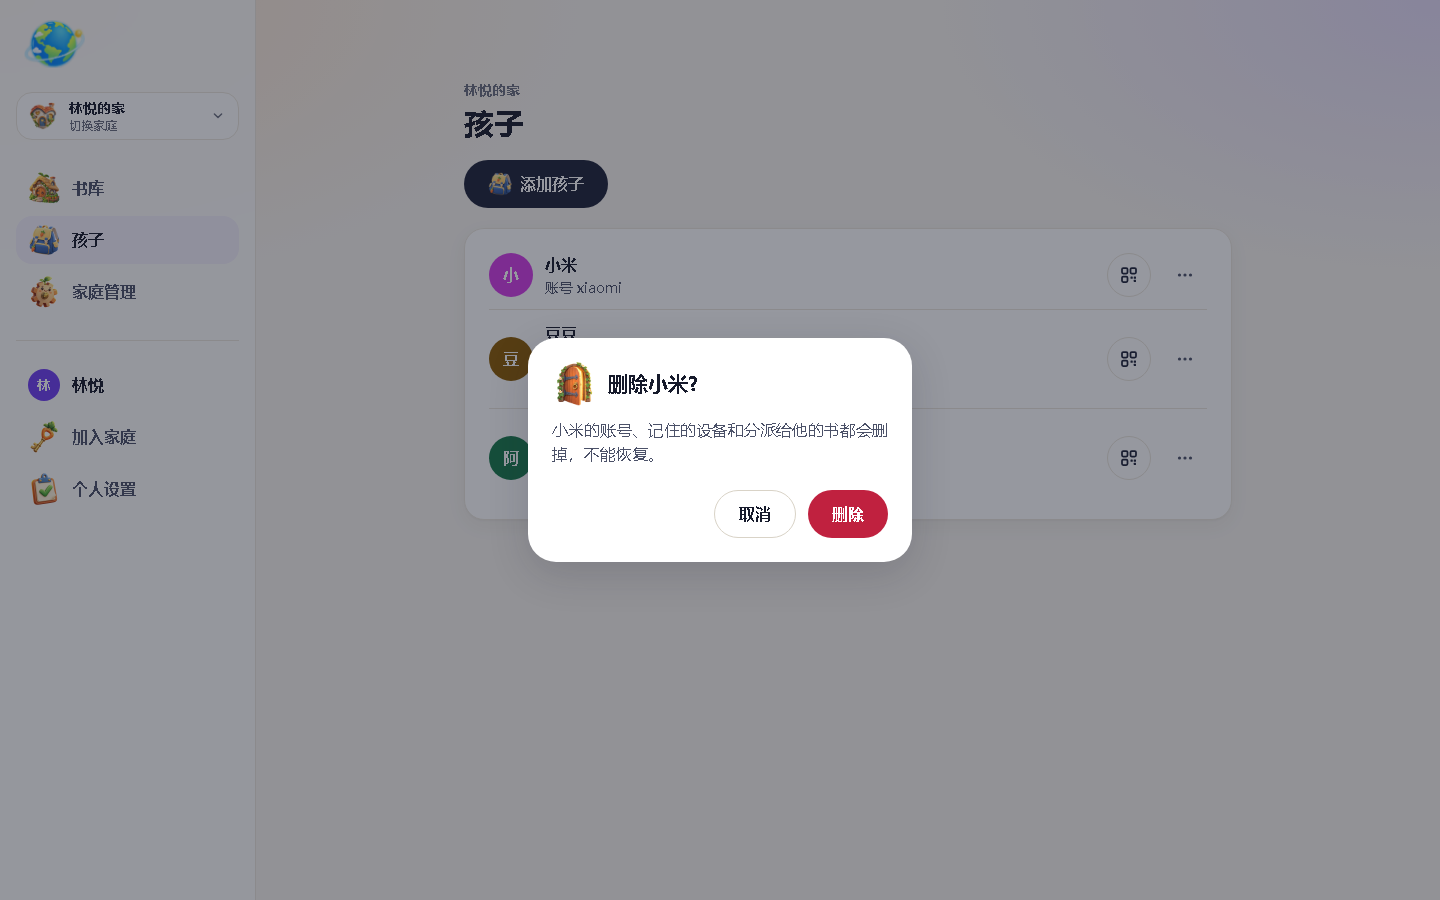 林悦的家
切换家庭
书库
孩子
家庭管理
林
林悦
加入家庭
个人设置
林悦的家
孩子
添加孩子
小
小米
账号 xiaomi
豆
豆豆
阿
删除小米?
小米的账号、记住的设备和分派给他的书都会删
掉，不能恢复。
取消
删除